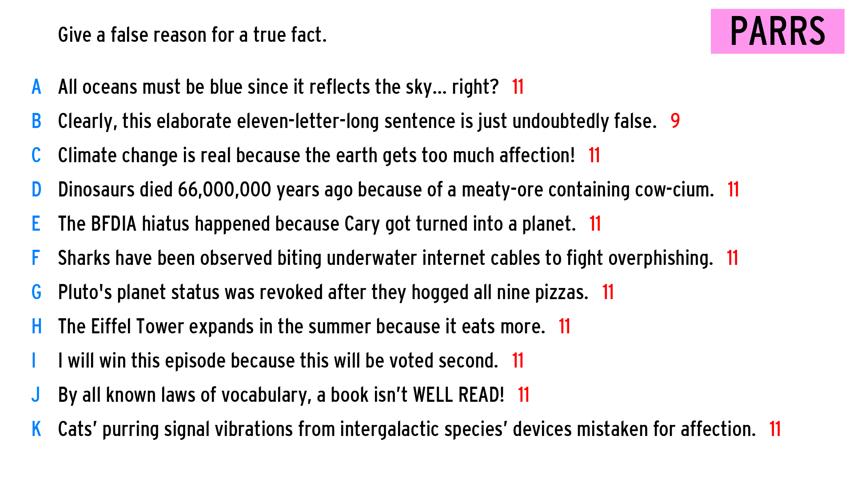 Give a false reason for a true fact.
PARRS
A All oceans must be blue since it reflects the sky... right? 11
B Clearly, this elaborate eleven-letter-long sentence is just undoubtedly false. 9
C Climate change is real because the earth gets too much affection! 11
D Dinosaurs died 66,000,000 years ago because of a meaty-ore containing cow-cium. 11
E The BFDIA hiatus happened because Cary got turned into a planet. 11
F Sharks have been observed biting underwater internet cables to fight overphishing. 11
G Pluto's planet status was revoked after they hogged all nine pizzas. 11
H The Eiffel Tower expands in the summer because it eats more. 11
I I will win this episode because this will be voted second. 11
J By all known laws of vocabulary, a book isn’t WELL READ! 11
K Cats’ purring signal vibrations from intergalactic species’ devices mistaken for affection. 11